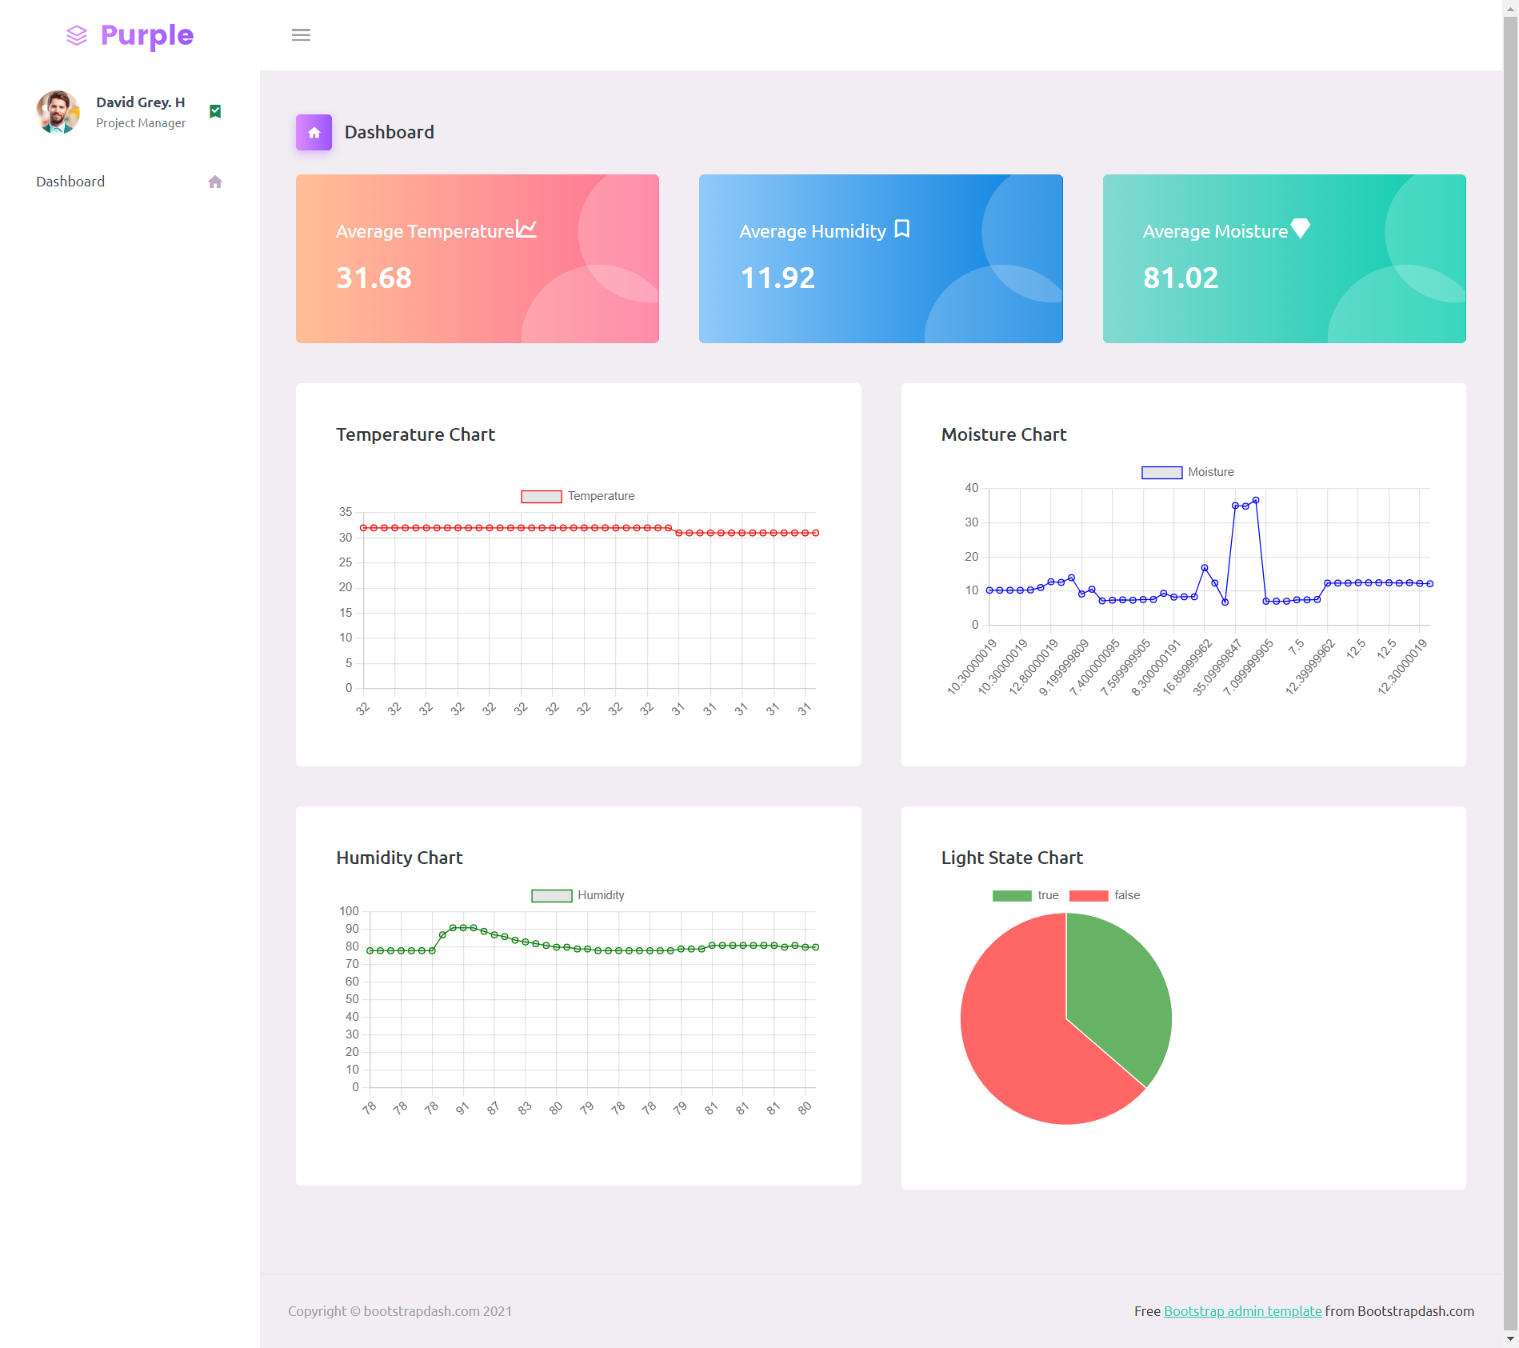 Purple
David Grey. H
Project Manager
Dashboard
Dashboard
Average Temperature
31.68
Average Humidity
11.92
Average Moisture
81.02
Temperature Chart
Temperature
35
30
25
20
15
10
5
0
32 32 32 32 32 32 32 32 32 32 31 31 31 31 31
Moisture Chart
Moisture
40
30
20
10
0
10.30000019 10.30000019 12.80000019 9.199999809 7.400000095 7.599999905 8.300000191 16.89999962 35.09999847 7.099999905 7.5 12.39999962 12.5 12.5 12.30000019
Humidity Chart
Humidity
100
90
80
70
60
50
40
30
20
10
0
78 78 78 91 87 83 80 79 78 78 79 81 81 81 80
Light State Chart
true false
Copyright © bootstrapdash.com 2021
Free Bootstrap admin template from Bootstrapdash.com